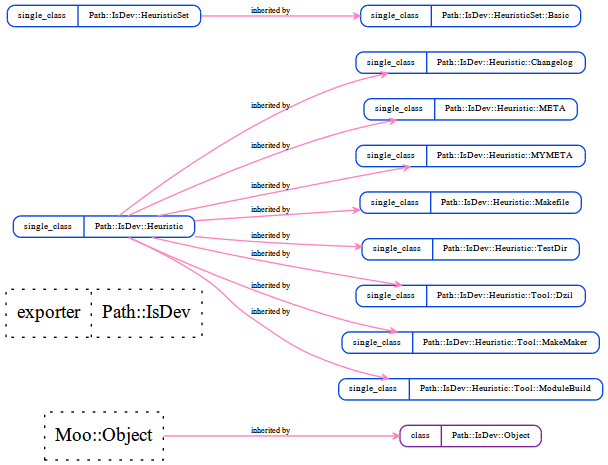 single_class Path::IsDev::HeuristicSet inherited by single_class Path::IsDev::HeuristicSet::Basic
single_class Path::IsDev::Heuristic::Changelog
inherited by
single_class Path::IsDev::Heuristic::META
inherited by
single_class Path::IsDev::Heuristic::MYMETA
inherited by
single_class Path::IsDev::Heuristic::Makefile
inherited by
single_class Path::IsDev::Heuristic
inherited by
single_class Path::IsDev::Heuristic::TestDir
inherited by
single_class Path::IsDev::Heuristic::Tool::Dzil
inherited by
exporter Path::IsDev
inherited by
single_class Path::IsDev::Heuristic::Tool::MakeMaker
single_class Path::IsDev::Heuristic::Tool::ModuleBuild
Moo::Object inherited by class Path::IsDev::Object